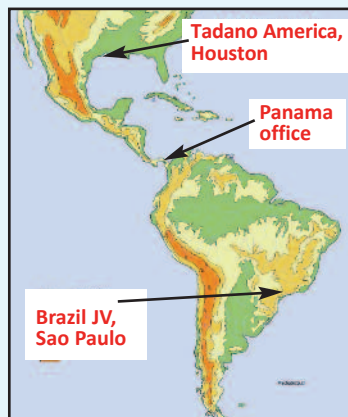 Tadano America,
Houston
Panama
office
Brazil JV,
Sao Paulo